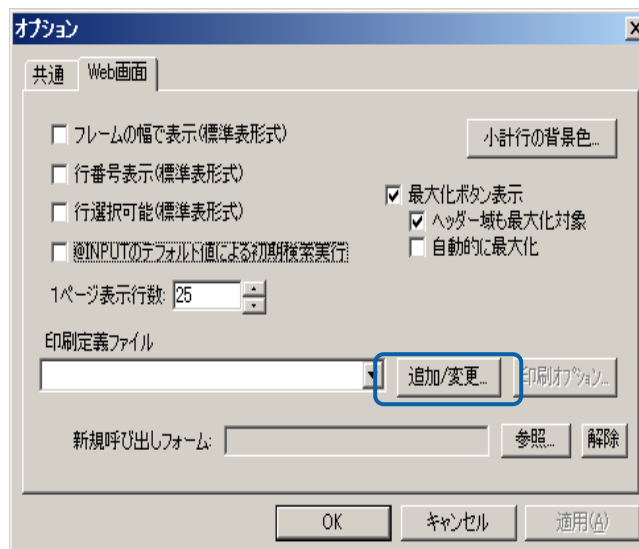 オプション
共通 Web画面
フレームの幅で表示(標準表形式)
小計行の背景色...
行番号表示(標準表形式)
最大化ボタン表示
行選択可能(標準表形式)
ヘッダー域も最大化対象
@INPUTのデフォルト値による初期検索実行
自動的に最大化
1ページ表示行数: 25
印刷定義ファイル
追加/変更... 印刷オプション...
新規呼び出しフォーム: 参照... 解除
OK キャンセル 適用(A)